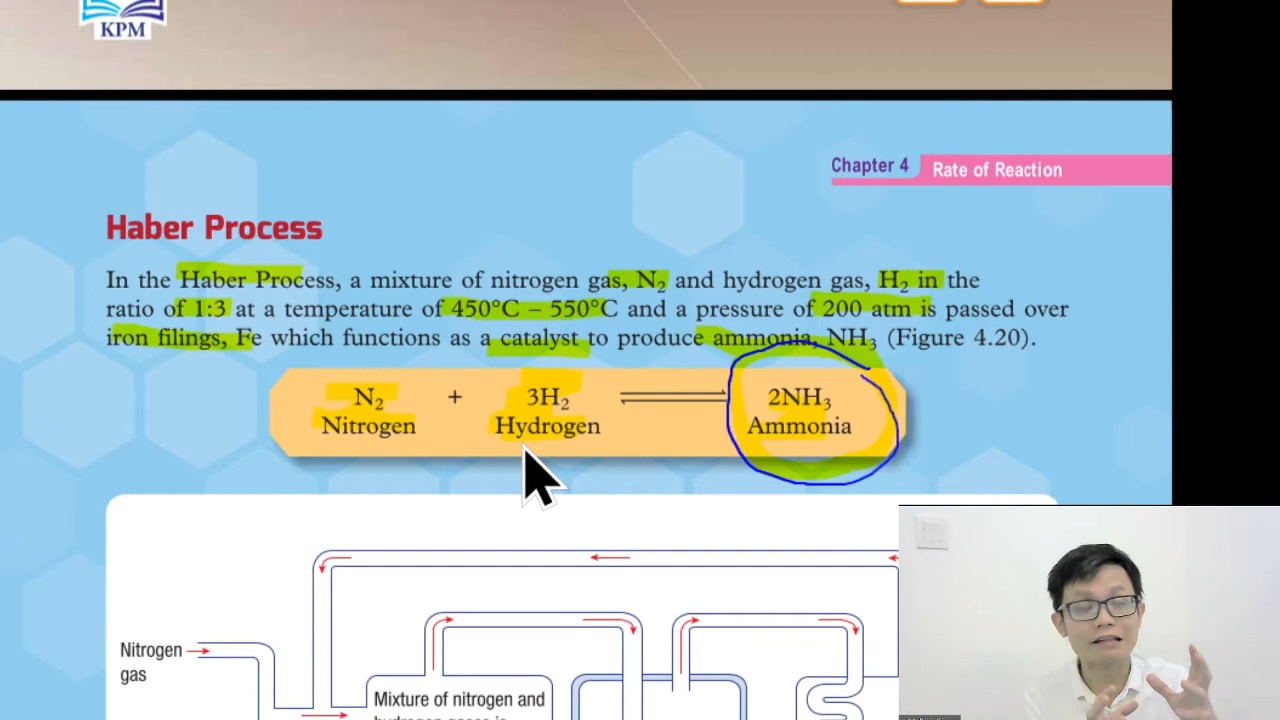 KPM
Chapter 4 Rate of Reaction
Haber Process
In the Haber Process, a mixture of nitrogen gas, N₂ and hydrogen gas, H₂ in the
ratio of 1:3 at a temperature of 450°C – 550°C and a pressure of 200 atm is passed over
iron filings, Fe which functions as a catalyst to produce ammonia, NH₃ (Figure 4.20).
N₂ + 3H₂ ⇌ 2NH₃
Nitrogen Hydrogen Ammonia
Nitrogen
gas
Mixture of nitrogen and